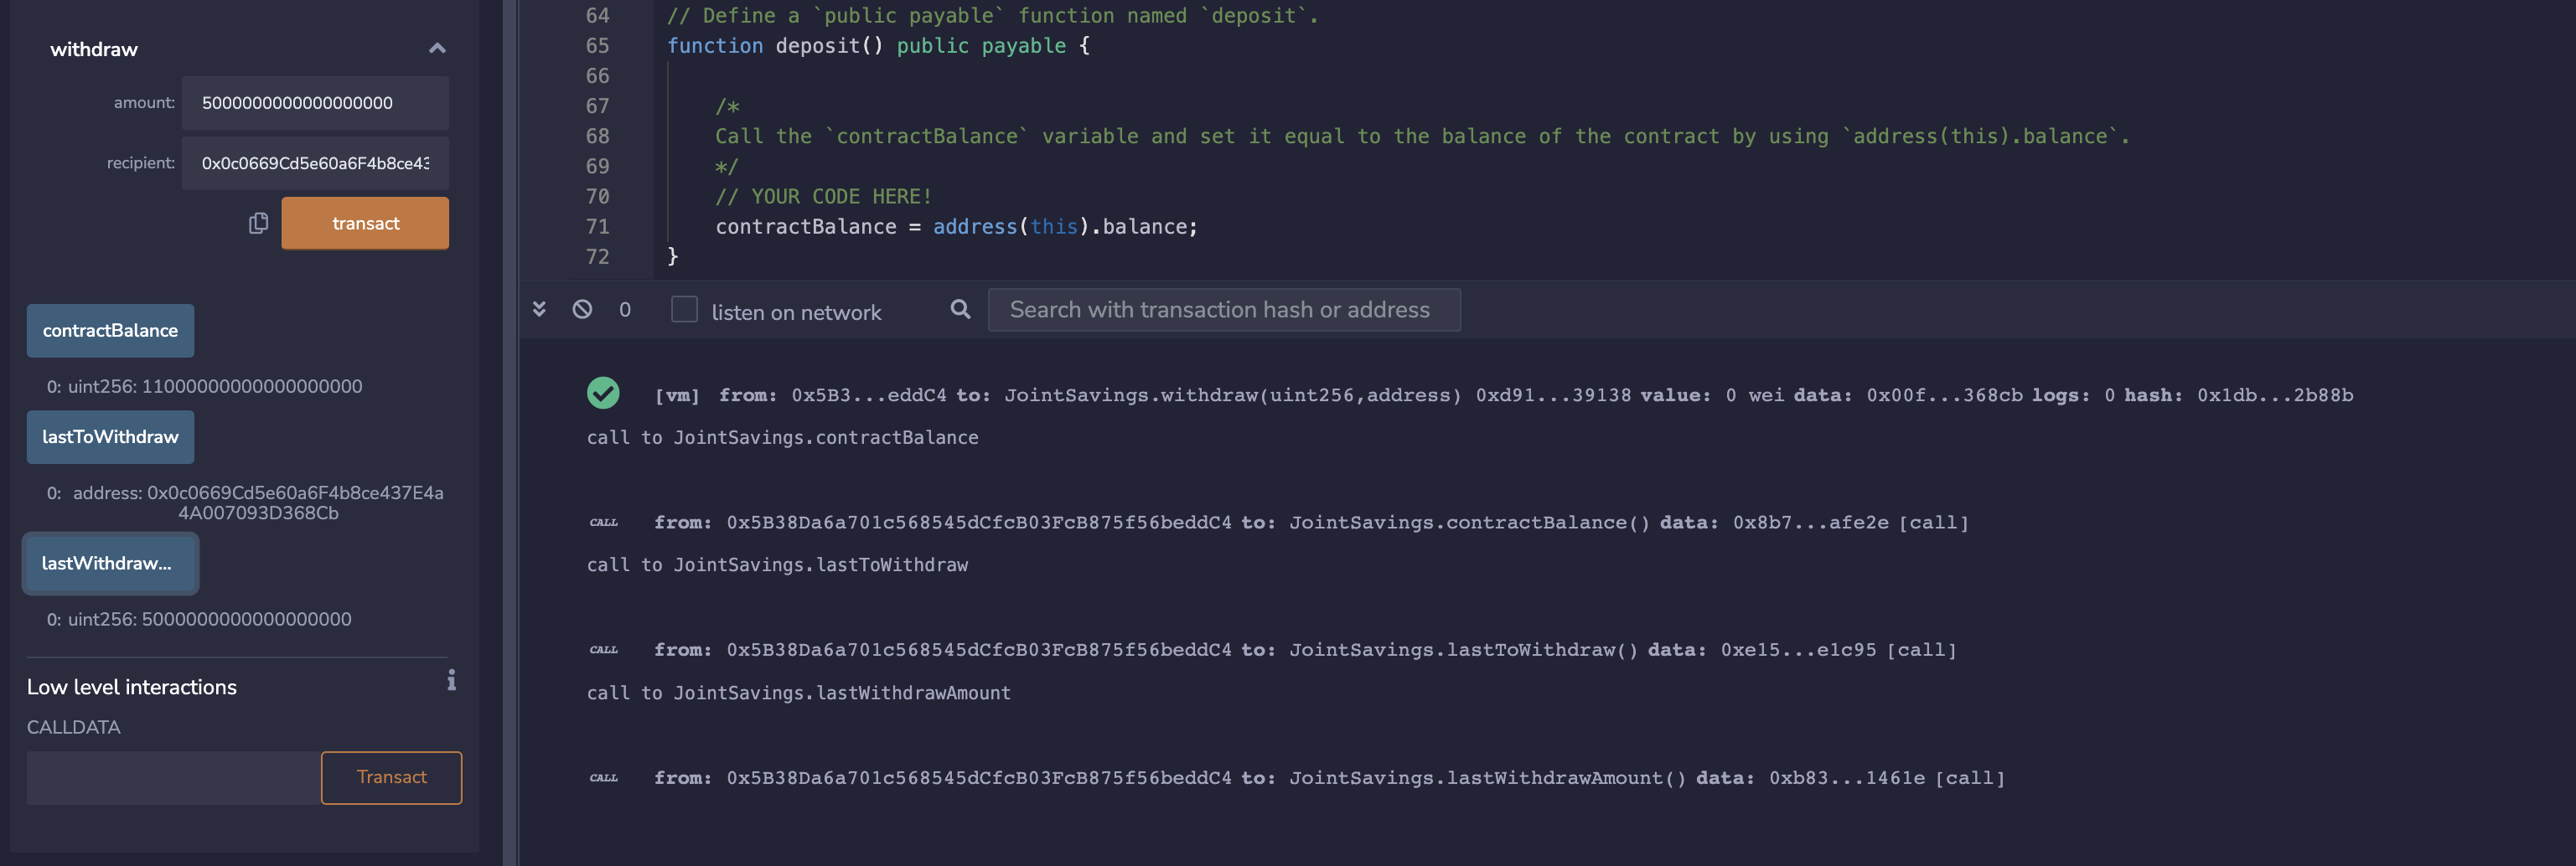 withdraw
amount: 5000000000000000000
recipient: 0x0c0669Cd5e60a6F4b8ce43
transact
contractBalance
0: uint256: 11000000000000000000
lastToWithdraw
0: address: 0x0c0669Cd5e60a6F4b8ce437E4a
4A007093D368Cb
lastWithdraw...
0: uint256: 5000000000000000000
Low level interactions
i
CALLDATA
Transact
64 // Define a `public payable` function named `deposit`.
65 function deposit() public payable {
66
67 /*
68 Call the `contractBalance` variable and set it equal to the balance of the contract by using `address(this).balance`.
69 */
70 // YOUR CODE HERE!
71 contractBalance = address(this).balance;
72 }
0 listen on network Search with transaction hash or address
[vm] from: 0x5B3...eddC4 to: JointSavings.withdraw(uint256,address) 0xd91...39138 value: 0 wei data: 0x00f...368cb logs: 0 hash: 0x1db...2b88b
call to JointSavings.contractBalance
CALL from: 0x5B38Da6a701c568545dCfcB03FcB875f56beddC4 to: JointSavings.contractBalance() data: 0x8b7...afe2e [call]
call to JointSavings.lastToWithdraw
CALL from: 0x5B38Da6a701c568545dCfcB03FcB875f56beddC4 to: JointSavings.lastToWithdraw() data: 0xe15...e1c95 [call]
call to JointSavings.lastWithdrawAmount
CALL from: 0x5B38Da6a701c568545dCfcB03FcB875f56beddC4 to: JointSavings.lastWithdrawAmount() data: 0xb83...1461e [call]